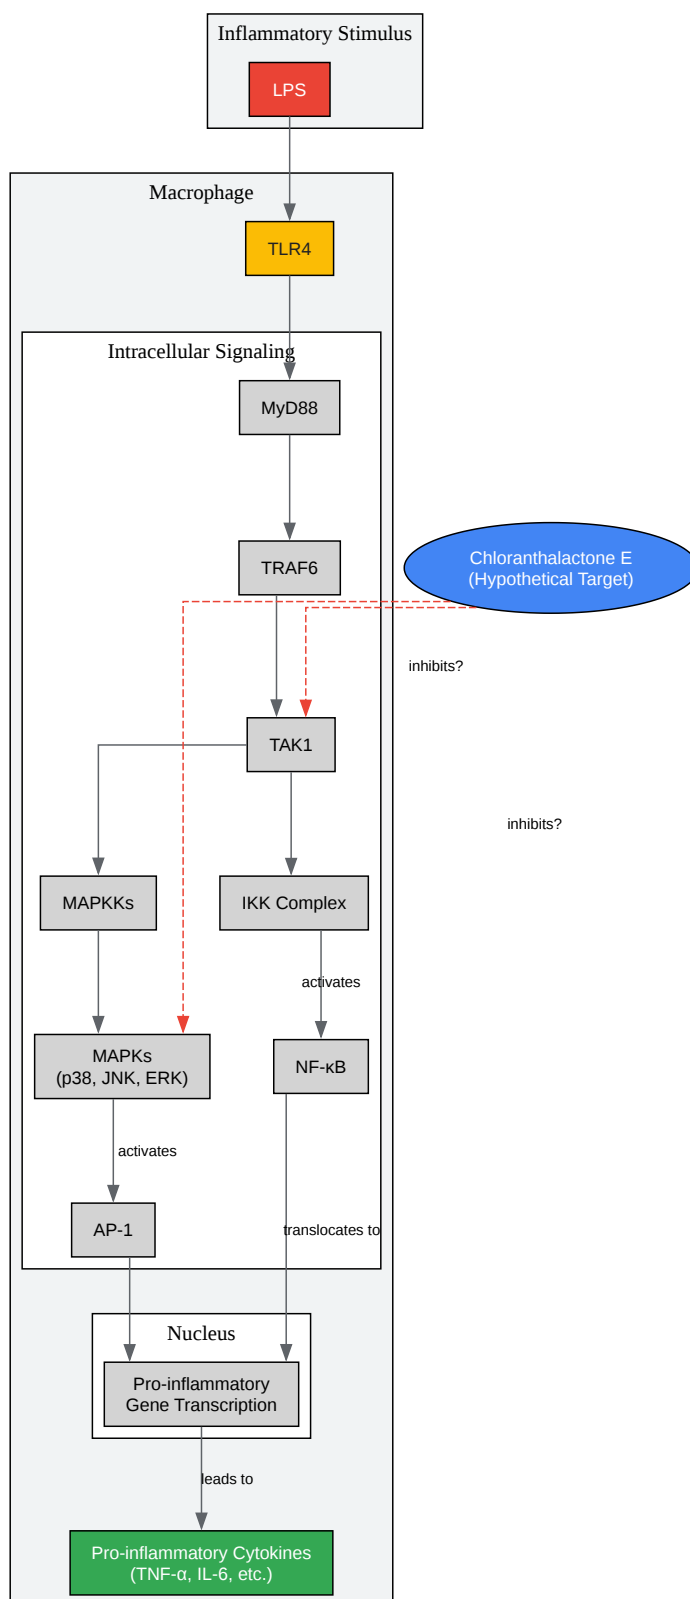 Inflammatory Stimulus
LPS
Macrophage
TLR4
Intracellular Signaling
MyD88
TRAF6
Chloranthalactone E
(Hypothetical Target)
inhibits?
TAK1
inhibits?
MAPKKs
IKK Complex
activates
MAPKs
(p38, JNK, ERK)
NF-κB
activates
AP-1
translocates to
Nucleus
Pro-inflammatory
Gene Transcription
leads to
Pro-inflammatory Cytokines
(TNF-α, IL-6, etc.)